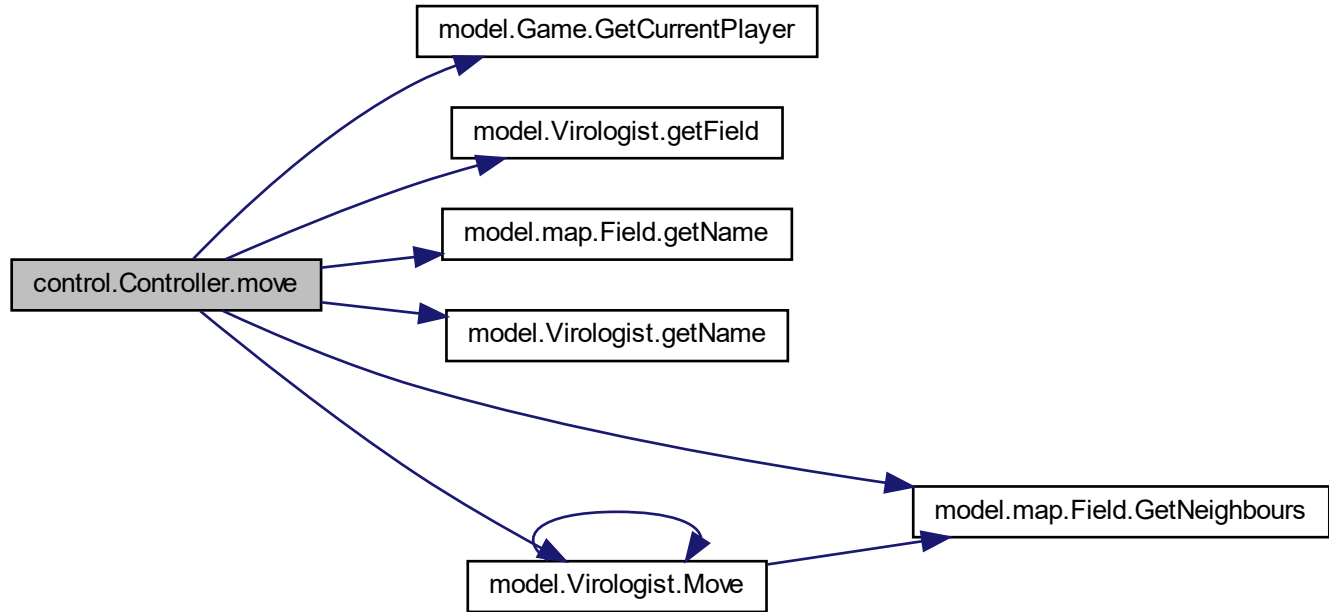 model.Game.GetCurrentPlayer
model.Virologist.getField
model.map.Field.getName
control.Controller.move
model.Virologist.getName
model.map.Field.GetNeighbours
model.Virologist.Move